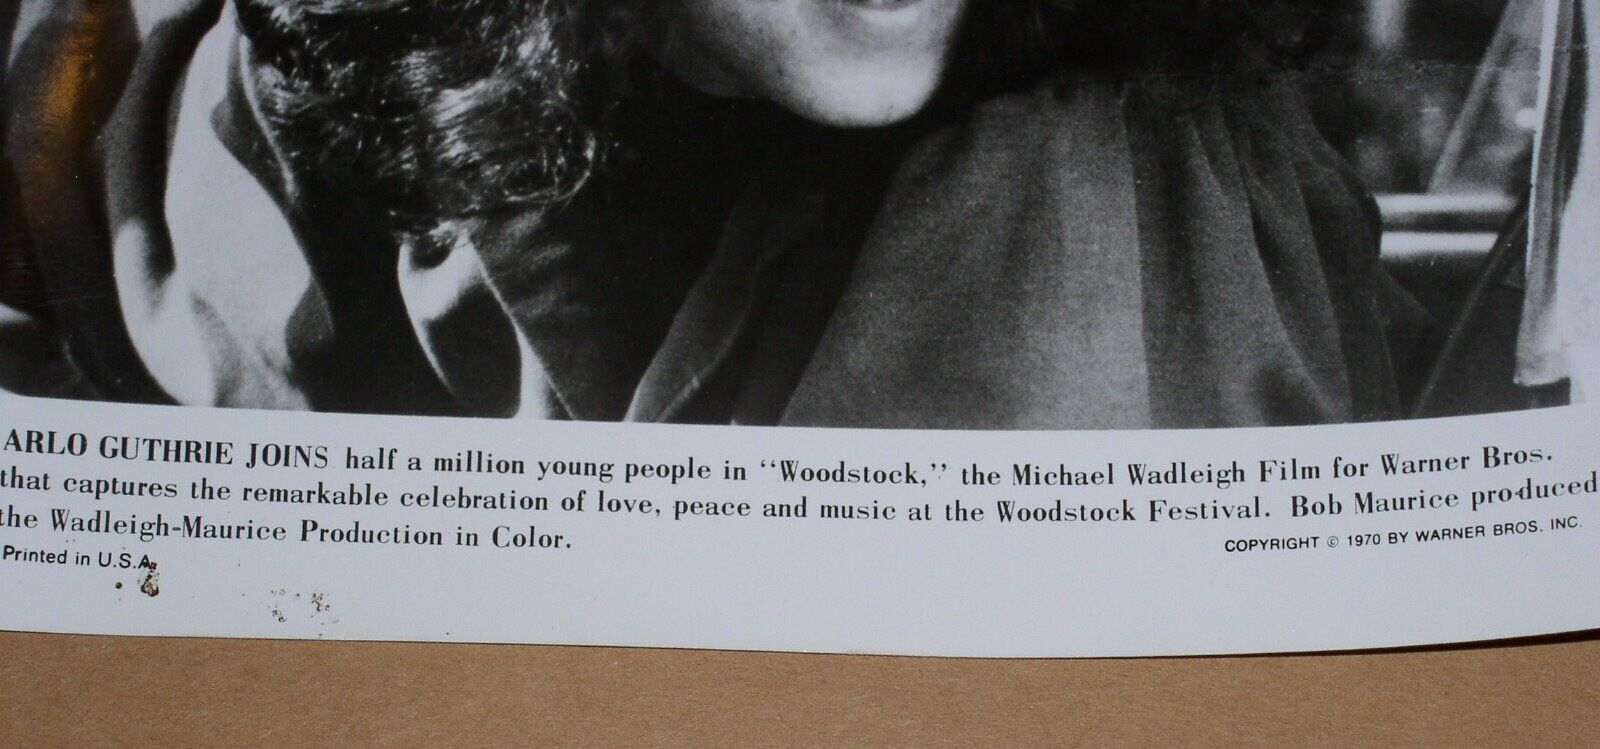 ARLO GUTHRIE JOINS half a million young people in "Woodstock," the Michael Wadleigh Film for Warner Bros.
that captures the remarkable celebration of love, peace and music at the Woodstock Festival. Bob Maurice produced
the Wadleigh-Maurice Production in Color.
COPYRIGHT © 1970 BY WARNER BROS. INC.
Printed in U.S.A.